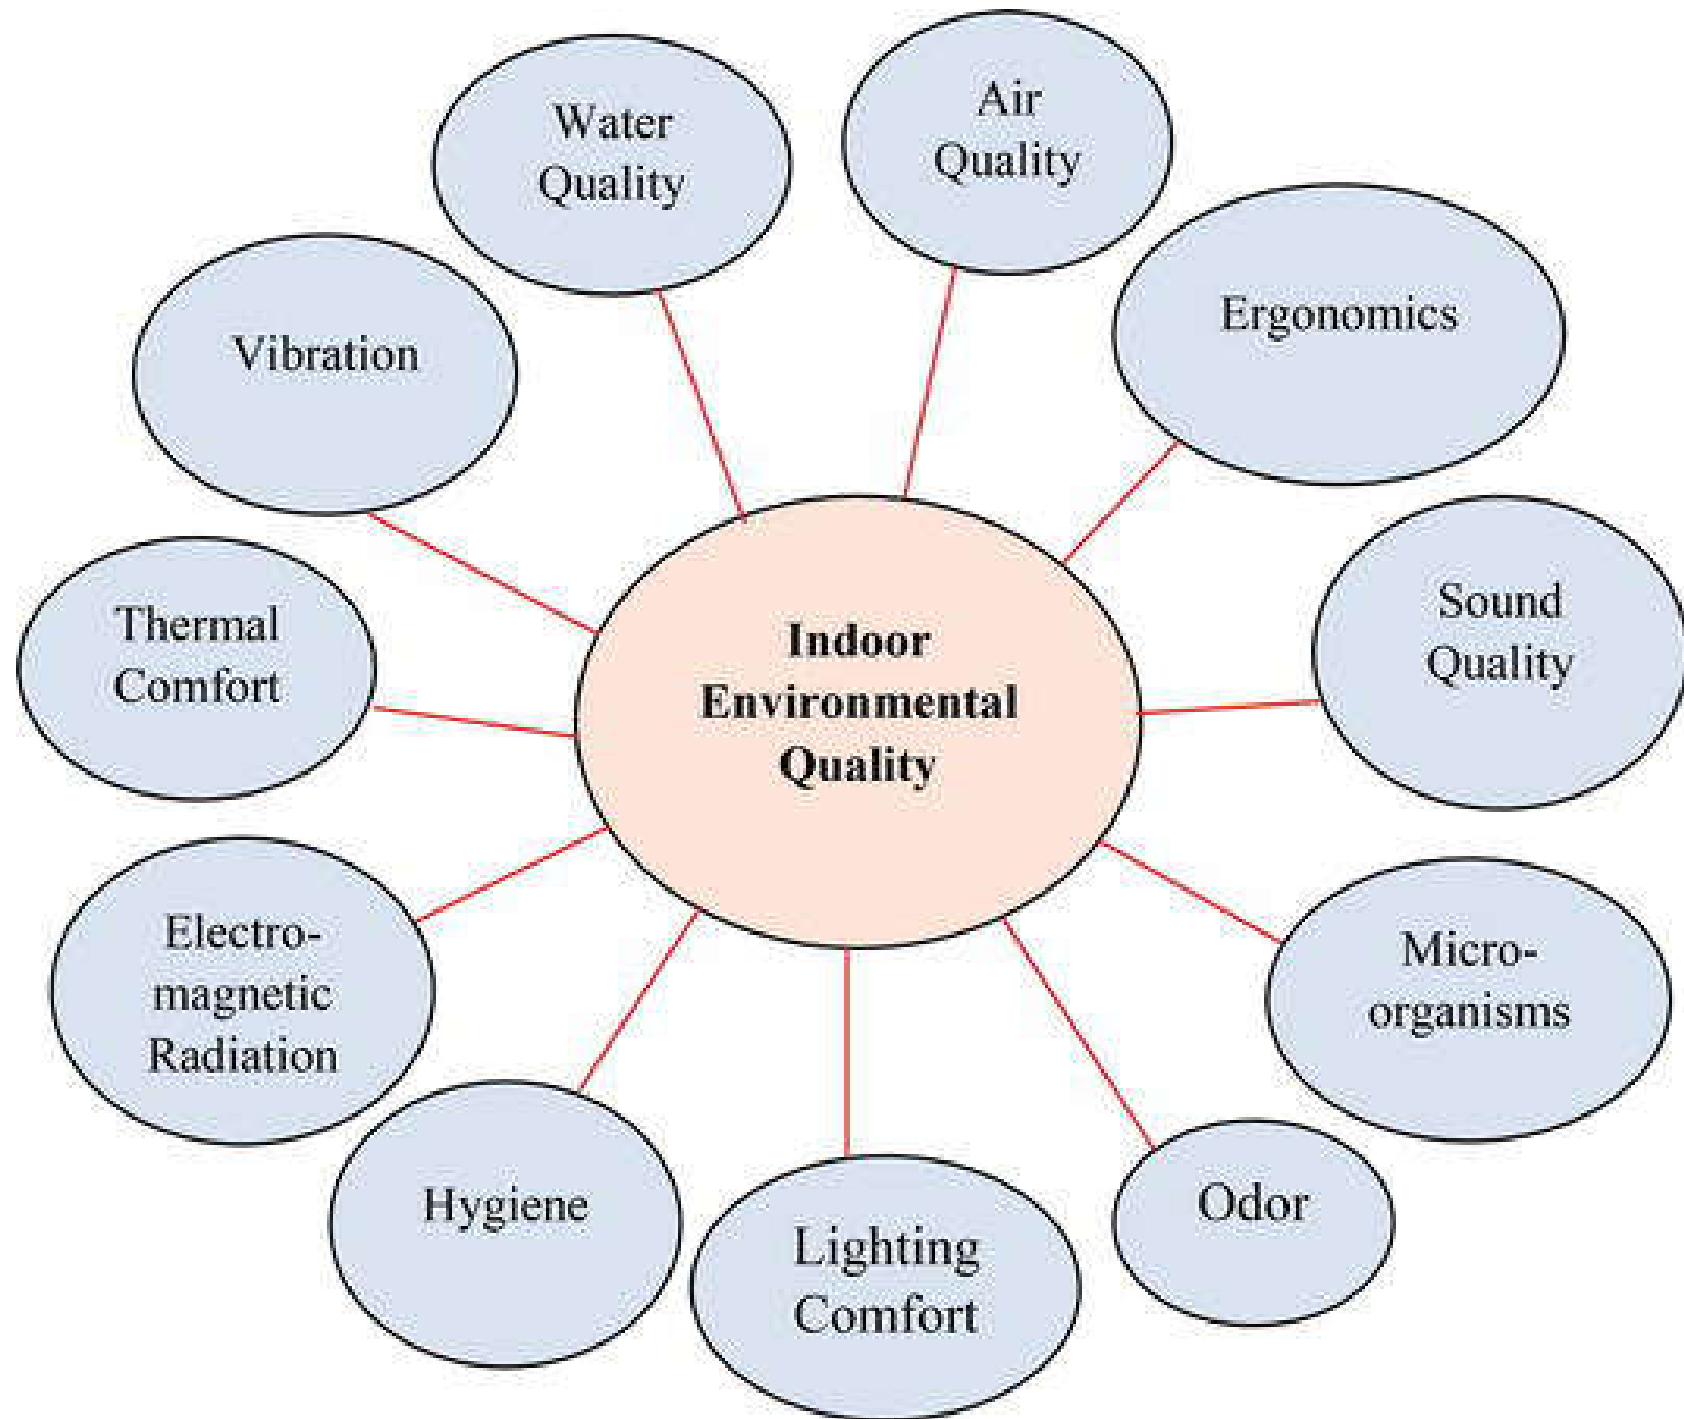 Air
Quality
Water
Quality
Ergonomics
Vibration
Sound
Quality
Thermal
Comfort
Indoor
Environmental
Quality
Electro-
magnetic
Radiation
Micro-
organisms
Hygiene
Odor
Lighting
Comfort